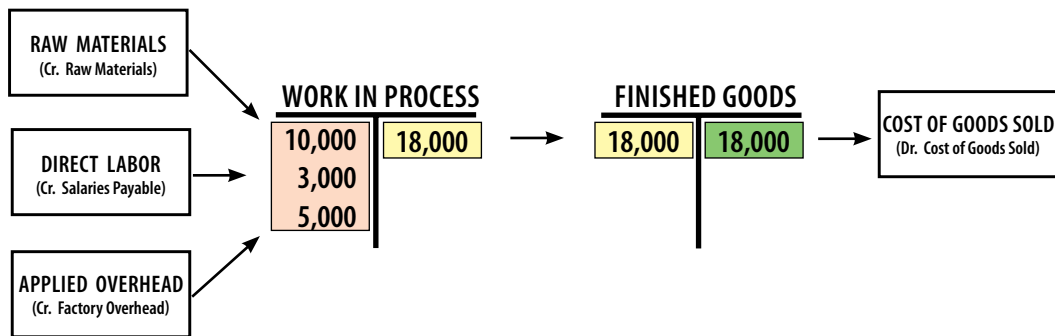 RAW MATERIALS
(Cr. Raw Materials)
DIRECT LABOR
(Cr. Salaries Payable)
APPLIED OVERHEAD
(Cr. Factory Overhead)
WORK IN PROCESS
10,000 18,000
3,000
5,000
FINISHED GOODS
18,000 18,000
COST OF GOODS SOLD
(Dr. Cost of Goods Sold)